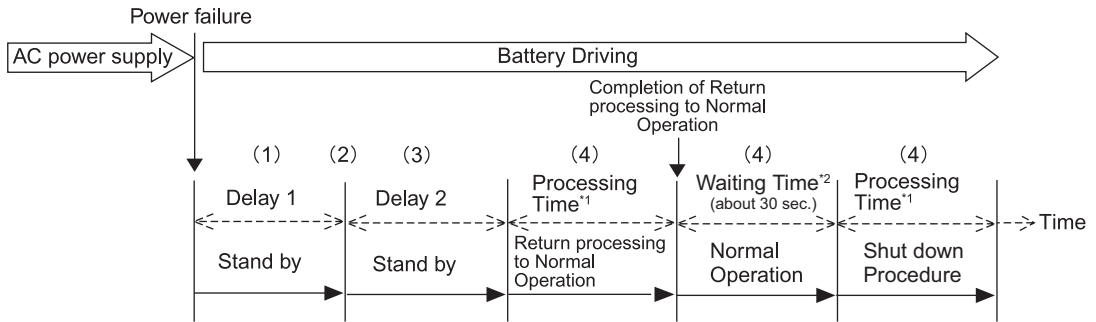 Power failure
AC power supply
Battery Driving
Completion of Return
processing to Normal
Operation
(1)
(2)
(3)
(4)
(4)
(4)
Delay 1
Delay 2
Processing
Time*1
Waiting Time*2
(about 30 sec.)
Processing
Time*1
Time
Stand by
Stand by
Return processing
to Normal
Operation
Normal
Operation
Shut down
Procedure